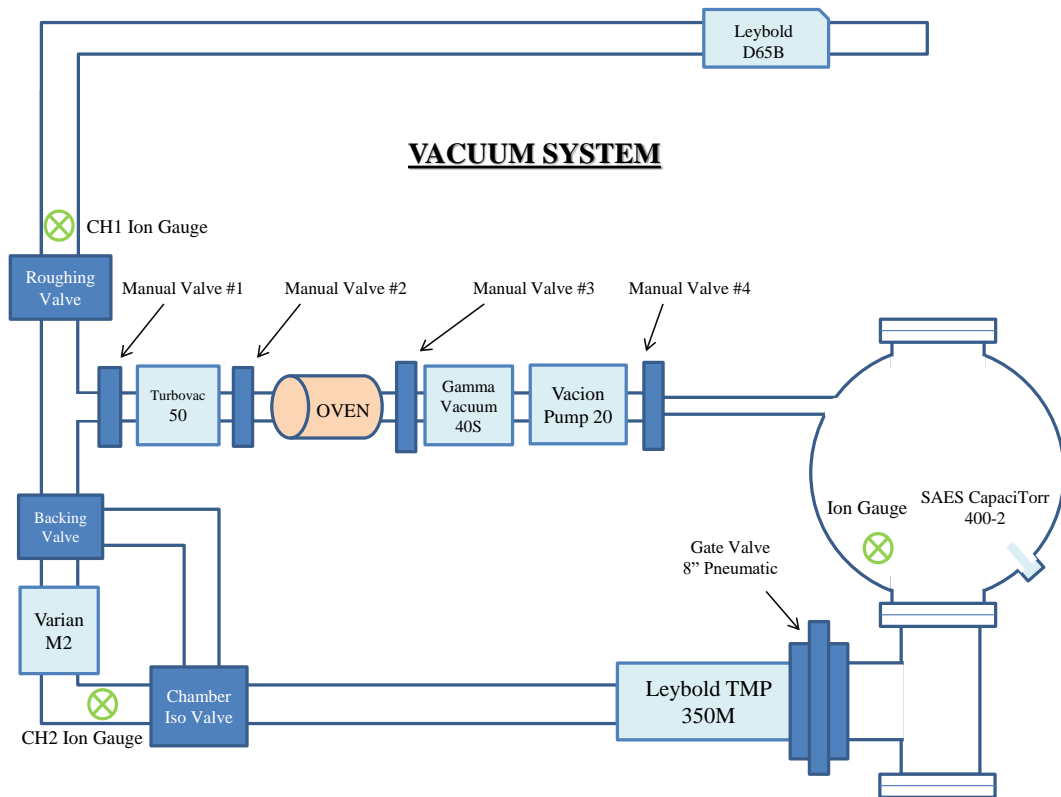 Leybold
D65B
VACUUM SYSTEM
CH1 Ion Gauge
Roughing
Valve
Manual Valve #1
Manual Valve #2
Manual Valve #3
Manual Valve #4
Turbovac
50
OVEN
Gamma
Vacuum
40S
Vacion
Pump 20
Ion Gauge
SAES CapaciTorr
400-2
Backing
Valve
Gate Valve
8” Pneumatic
Varian
M2
Chamber
Iso Valve
Leybold TMP
350M
CH2 Ion Gauge